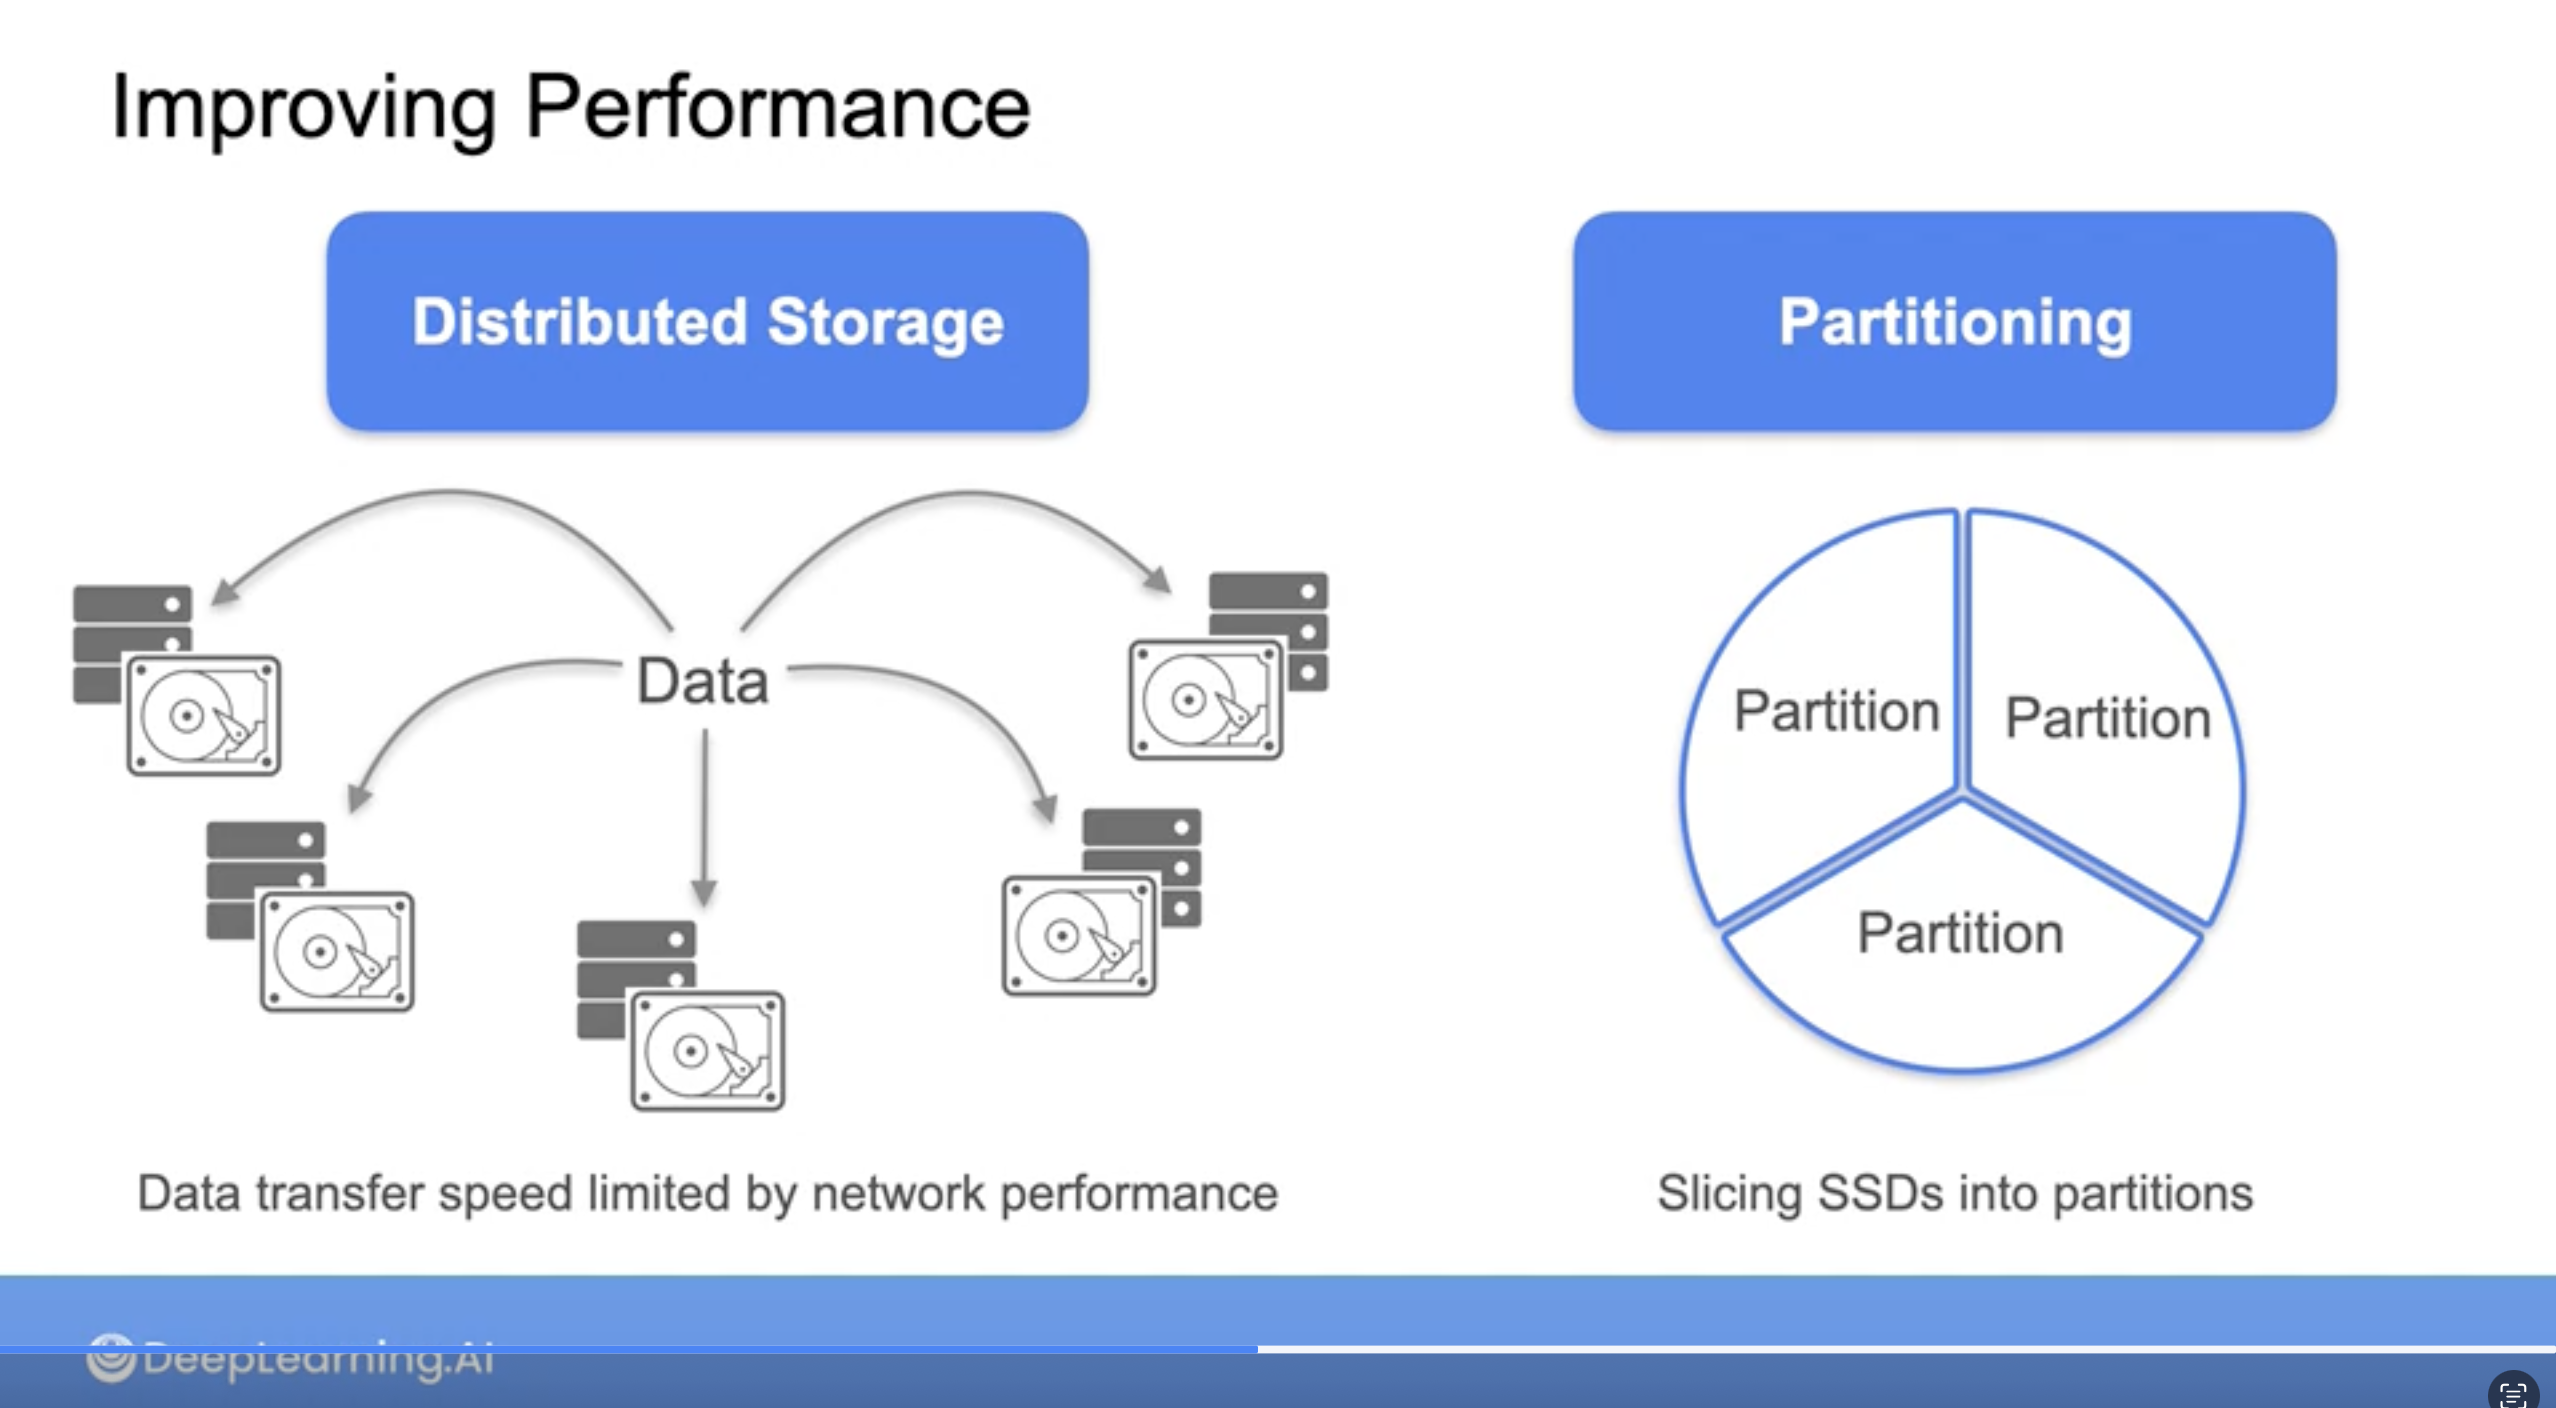 Improving Performance
Distributed Storage
Data
Data transfer speed limited by network performance
Partitioning
Partition
Partition
Partition
Slicing SSDs into partitions
DeepLearning.AI